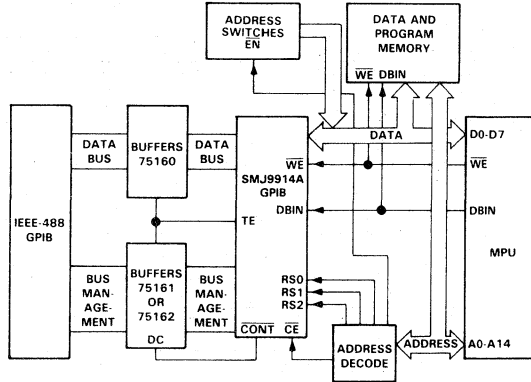 ADDRESS
SWITCHES
EN
DATA AND
PROGRAM
MEMORY
WE DBIN
IEEE-488
GPIB
DATA
BUS
BUFFERS
75160
DATA
BUS
SMJ9914A
GPIB
WE
DBIN
TE
RS0
RS1
RS2
CONT CE
DATA
D0-D7
WE
DBIN
MPU
A0-A14
BUS
MAN-
AGE-
MENT
BUFFERS
75161
OR
75162
DC
BUS
MAN-
AGE-
MENT
ADDRESS
DECODE
ADDRESS